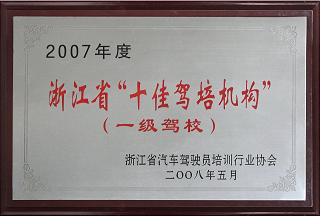 2007年度
浙江省“十佳驾培机构”
(一级驾校)
浙江省汽车驾驶员培训行业协会
二〇〇八年五月